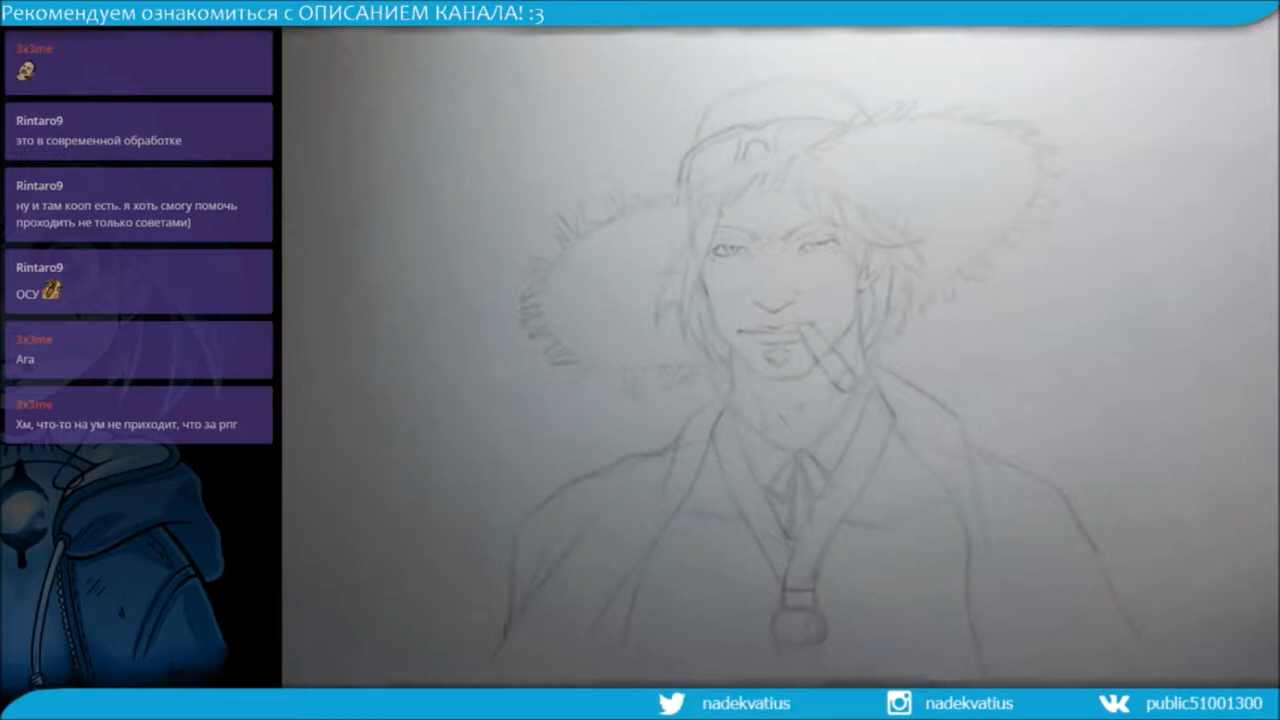 Рекомендуем ознакомиться с ОПИСАНИЕМ КАНАЛА! :3
3x3me
Rintaro9
это в современной обработке
Rintaro9
ну и там кооп есть. я хоть смогу помочь
проходить не только советами)
Rintaro9
ОСУ
3x3me
Ага
3x3me
Хм, что-то на ум не приходит, что за рпг
nadekvatius
nadekvatius
public51001300